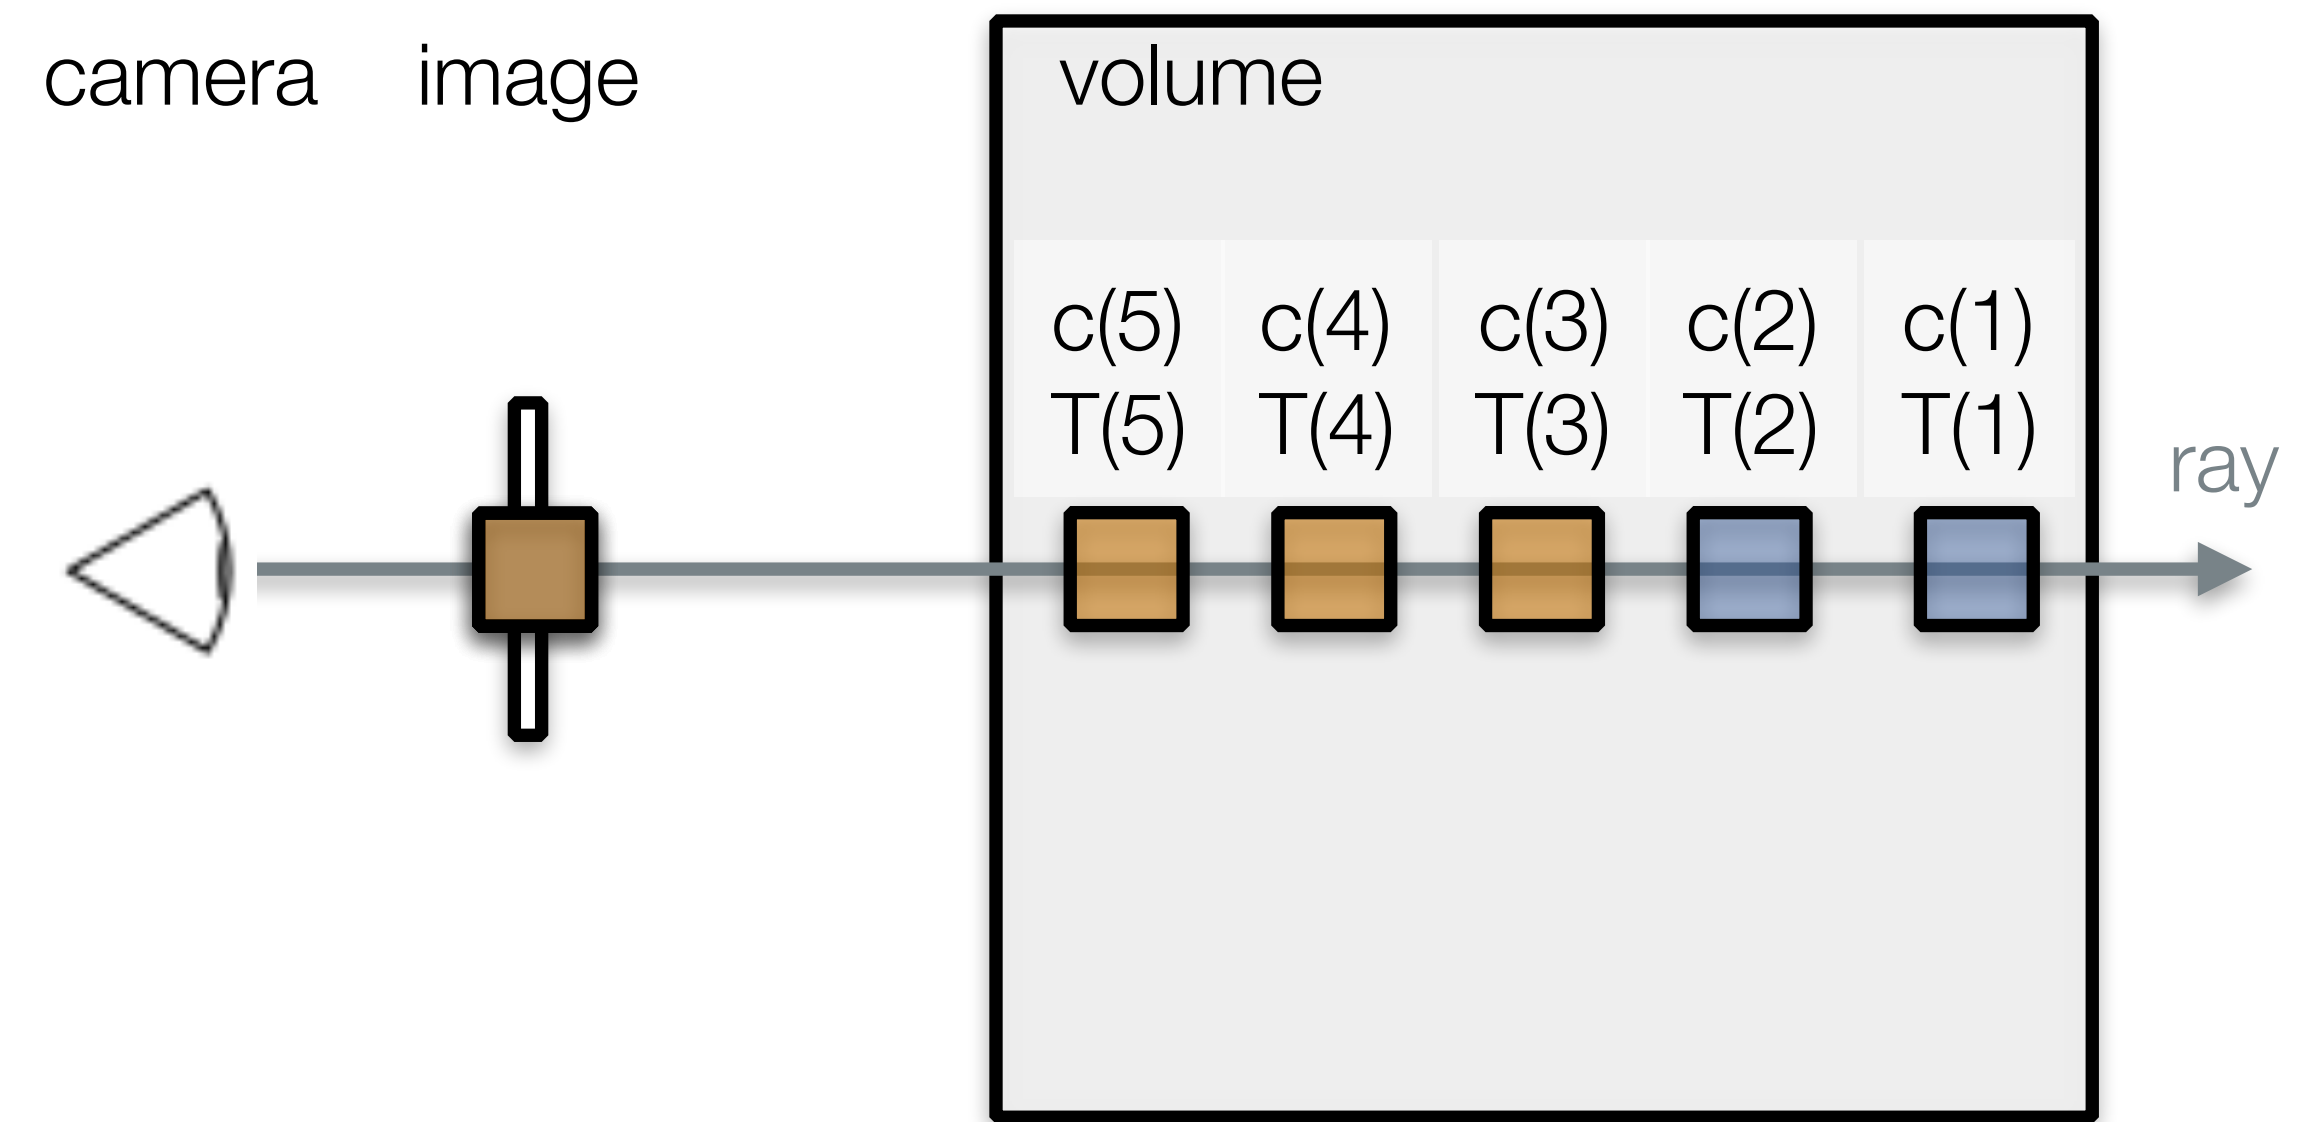 camera image volume
c(5) c(4) c(3) c(2) c(1)
T(5) T(4) T(3) T(2) T(1)
ray